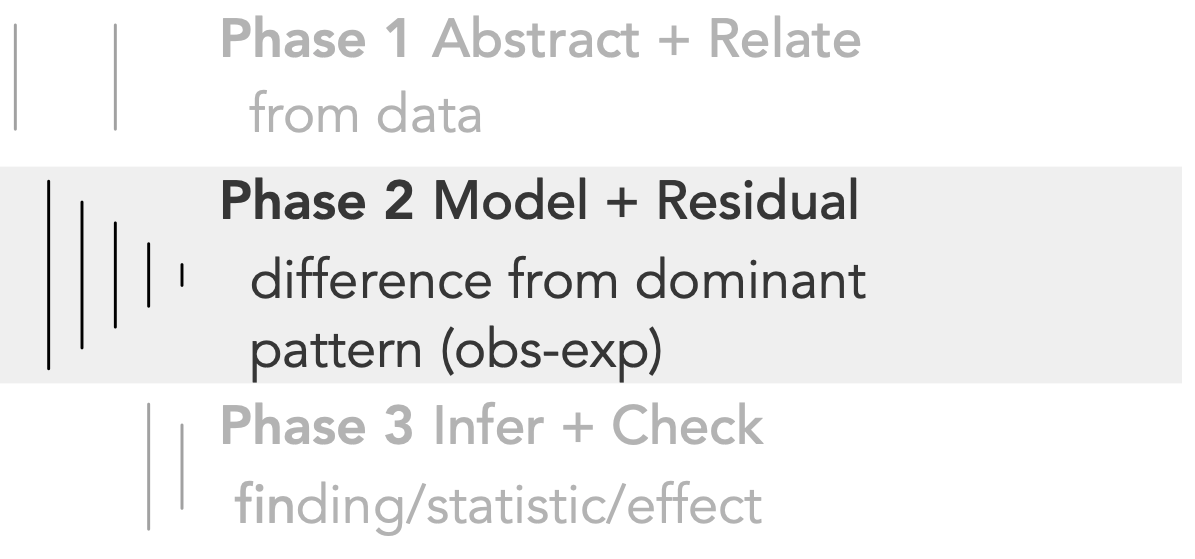 Phase 1 Abstract + Relate
from data
Phase 2 Model + Residual
difference from dominant
pattern (obs-exp)
Phase 3 Infer + Check
finding/statistic/effect